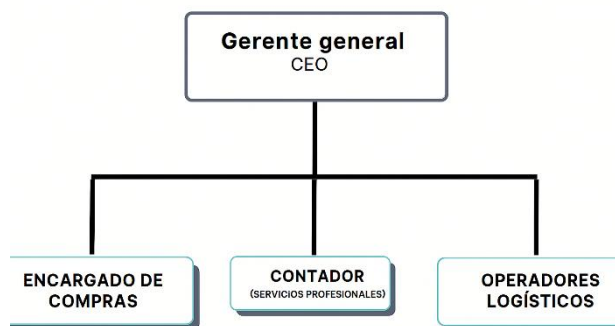 Gerente general
CEO
ENCARGADO DE
COMPRAS
CONTADOR
(SERVICIOS PROFESIONALES)
OPERADORES
LOGÍSTICOS